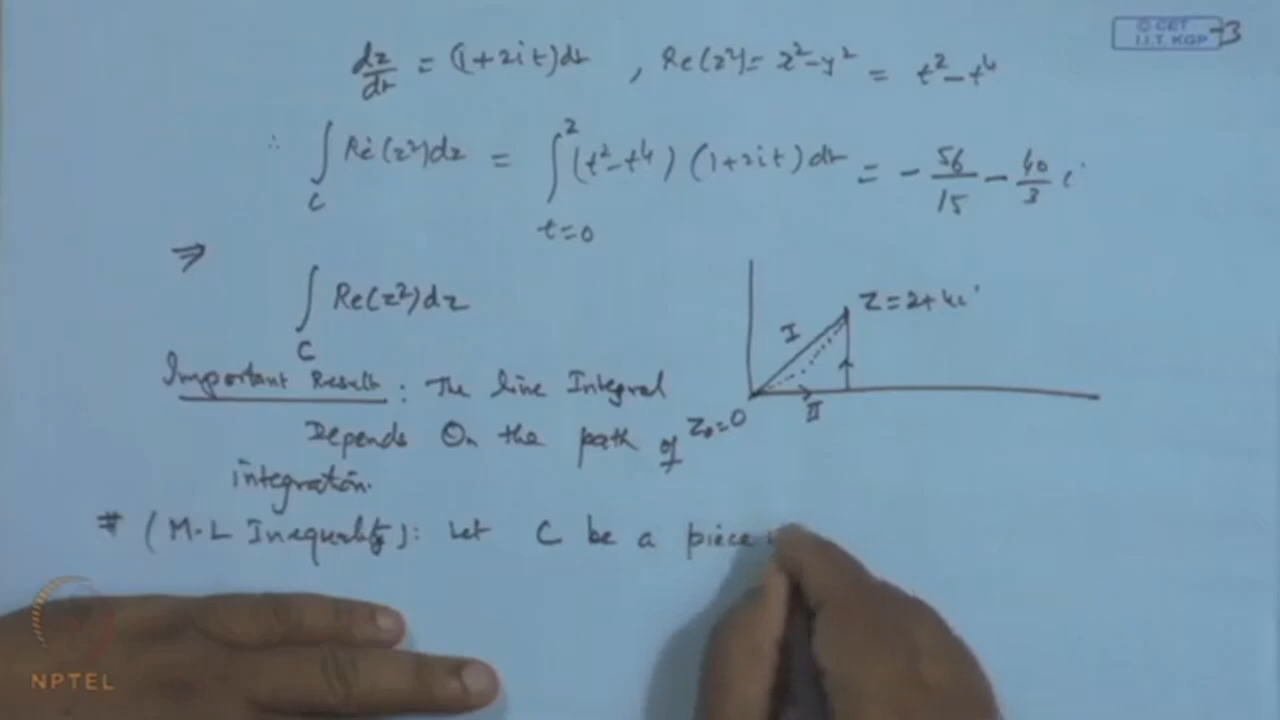 © CET
I.I.T. KGP -3
dz/dt = (1+2it)dt , Re(z²) = x²-y² = t²-t⁴
∴ ∫_C Re(z²)dz = ∫_{t=0}^{2} (t²-t⁴) (1+2it) dt = - 56/15 - 40/3 i
⇒
∫_C Re(z²)dz
Z=2+4i
I
II
Z₀=0
Important Result : The line Integral
Depends On the path of
integration.
# (M-L Inequality): Let C be a piece
NPTEL